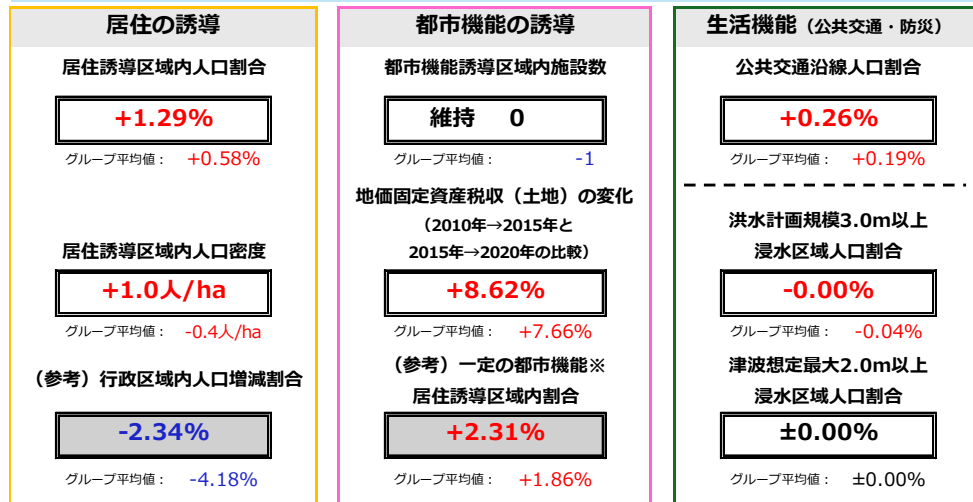 居住の誘導
居住誘導区域内人口割合
+1.29%
グループ平均値： +0.58%
居住誘導区域内人口密度
+1.0人/ha
グループ平均値： -0.4人/ha
（参考）行政区域内人口増減割合
-2.34%
グループ平均値： -4.18%
都市機能の誘導
都市機能誘導区域内施設数
維持 0
グループ平均値： -1
地価固定資産税収（土地）の変化
（2010年→2015年と
2015年→2020年の比較）
+8.62%
グループ平均値： +7.66%
（参考）一定の都市機能※
居住誘導区域内割合
+2.31%
グループ平均値： +1.86%
生活機能（公共交通・防災）
公共交通沿線人口割合
+0.26%
グループ平均値： +0.19%
洪水計画規模3.0m以上
浸水区域人口割合
-0.00%
グループ平均値： -0.04%
津波想定最大2.0m以上
浸水区域人口割合
±0.00%
グループ平均値： ±0.00%